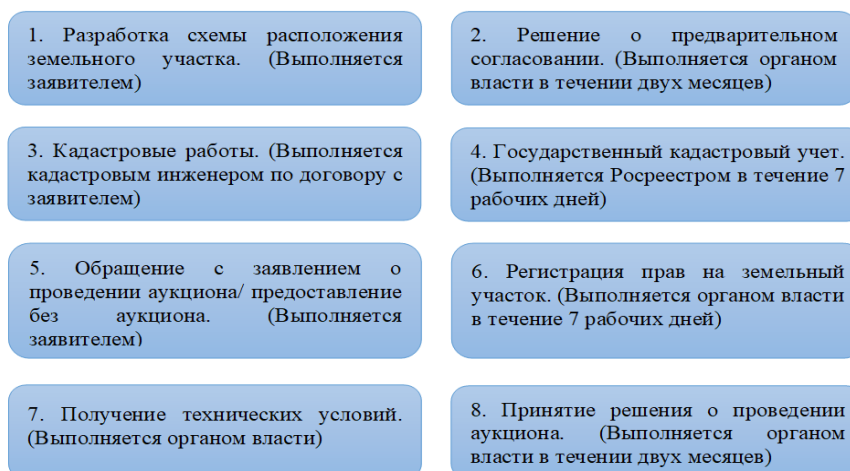 1. Разработка схемы расположения
земельного участка. (Выполняется
заявителем)
2. Решение о предварительном
согласовании. (Выполняется органом
власти в течении двух месяцев)
3. Кадастровые работы. (Выполняется
кадастровым инженером по договору с
заявителем)
4. Государственный кадастровый учет.
(Выполняется Росреестром в течение 7
рабочих дней)
5. Обращение с заявлением о
проведении аукциона/ предоставление
без аукциона. (Выполняется
заявителем)
6. Регистрация прав на земельный
участок. (Выполняется органом власти
в течение 7 рабочих дней)
7. Получение технических условий.
(Выполняется органом власти)
8. Принятие решения о проведении
аукциона. (Выполняется органом
власти в течении двух месяцев)